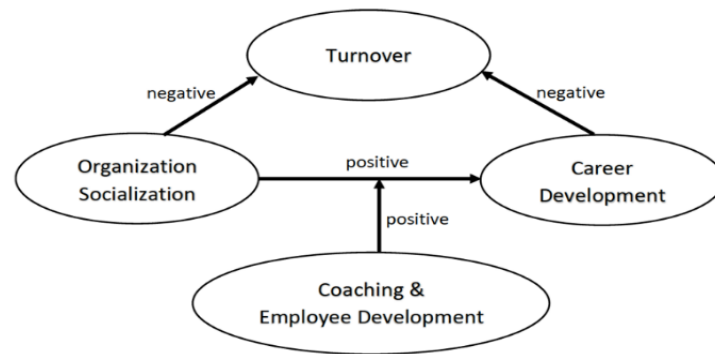 Turnover
negative
negative
Organization
Socialization
positive
Career
Development
positive
Coaching &
Employee Development